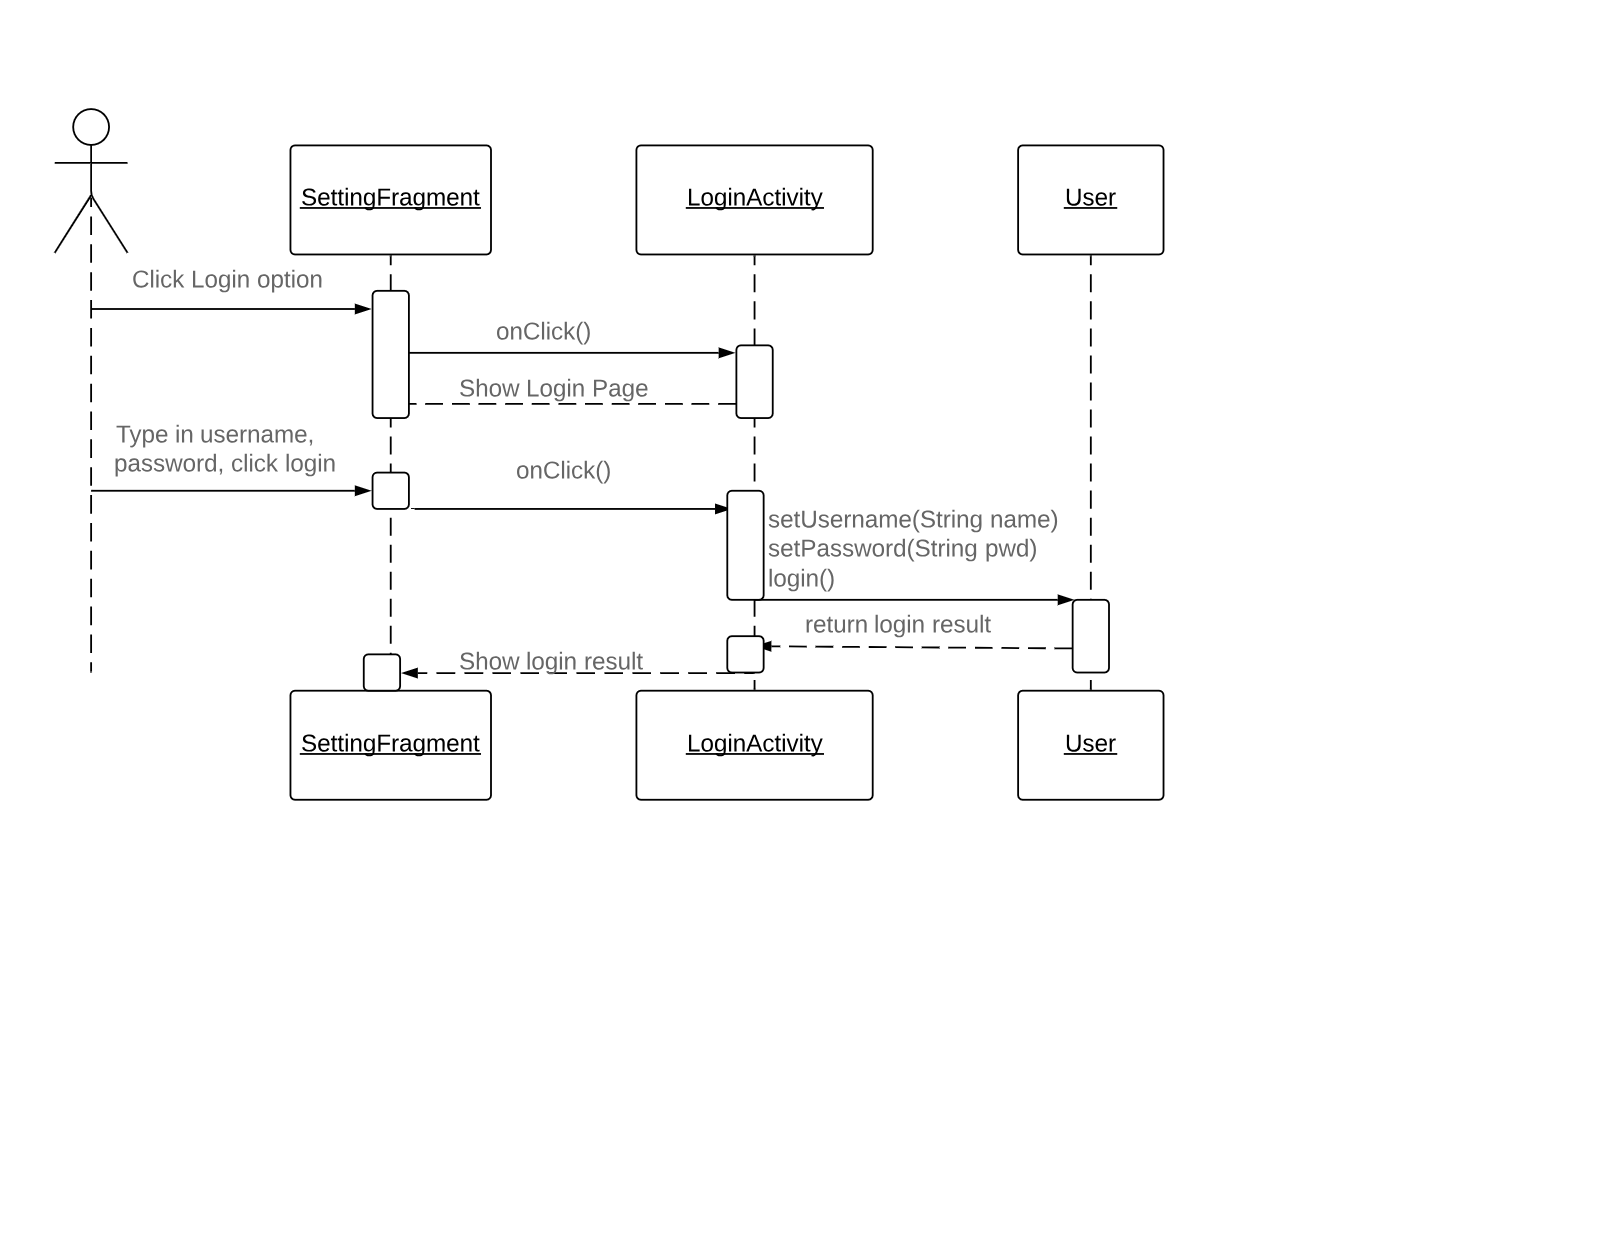 SettingFragment
LoginActivity
User
Click Login option
onClick()
Show Login Page
Type in username,
password, click login
onClick()
setUsername(String name)
setPassword(String pwd)
login()
return login result
Show login result
SettingFragment
LoginActivity
User